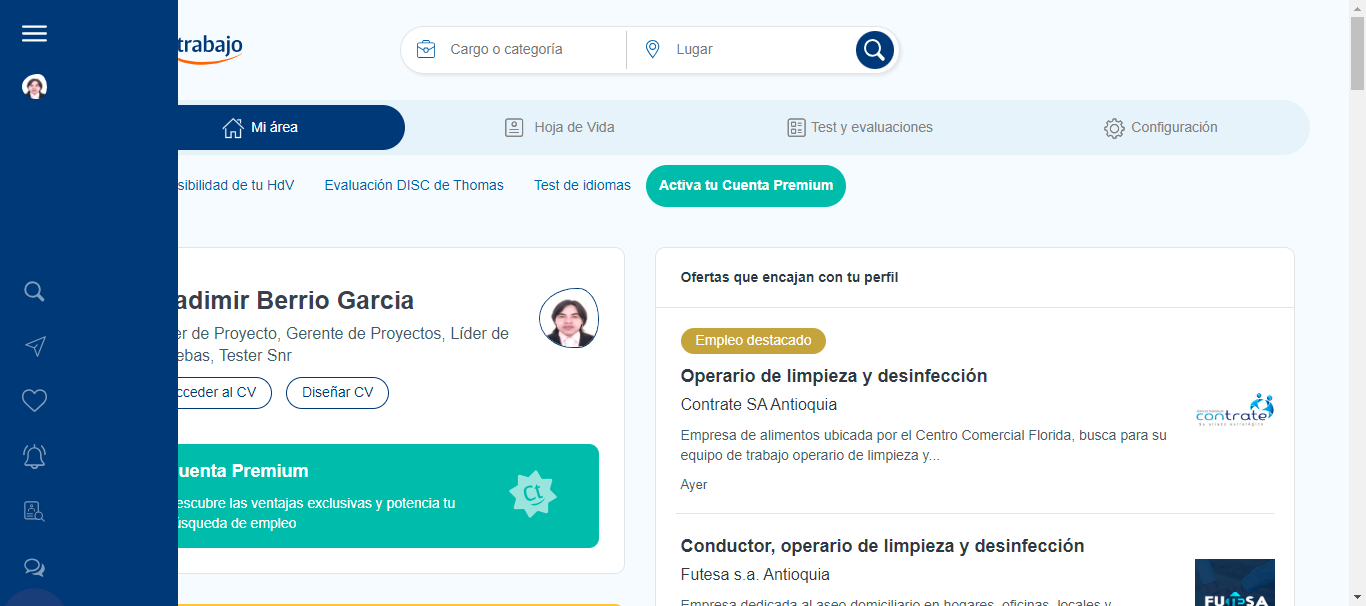 trabajo
Cargo o categoría
Lugar
Mi área
Hoja de Vida
Test y evaluaciones
Configuración
sibilidad de tu HdV
Evaluación DISC de Thomas
Test de idiomas
Activa tu Cuenta Premium
adimir Berrio Garcia
er de Proyecto, Gerente de Proyectos, Líder de
ebas, Tester Snr
cceder al CV
Diseñar CV
uenta Premium
escubre las ventajas exclusivas y potencia tu
úsqueda de empleo
Ct
Ofertas que encajan con tu perfil
Empleo destacado
Operario de limpieza y desinfección
Contrate SA Antioquia
contrate
Empresa de alimentos ubicada por el Centro Comercial Florida, busca para su
equipo de trabajo operario de limpieza y...
Ayer
Conductor, operario de limpieza y desinfección
Futesa s.a. Antioquia
FUTESA
Empresa dedicada al aseo domiciliario en hogares, oficinas, locales y